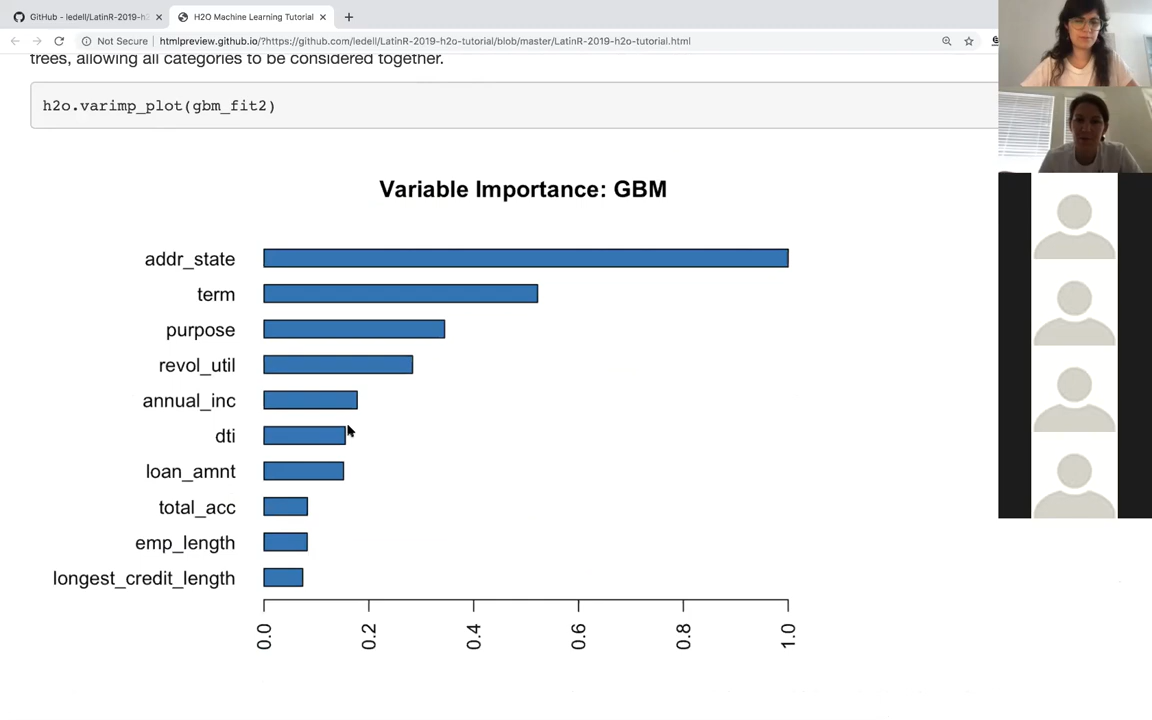 GitHub - ledell/LatinR-2019-h2
H2O Machine Learning Tutorial
Not Secure
htmlpreview.github.io/?https://github.com/ledell/LatinR-2019-h2o-tutorial/blob/master/LatinR-2019-h2o-tutorial.html
trees, allowing all categories to be considered together.
h2o.varimp_plot(gbm_fit2)
Variable Importance: GBM
addr_state
term
purpose
revol_util
annual_inc
dti
loan_amnt
total_acc
emp_length
longest_credit_length
0.0 0.2 0.4 0.6 0.8 1.0